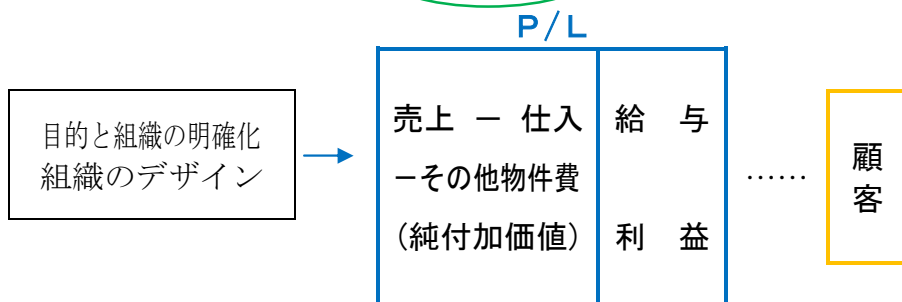 P/L
目的と組織の明確化
組織のデザイン
売上 － 仕入
－その他物件費
(純付加価値)
給 与
利 益
……
顧
客